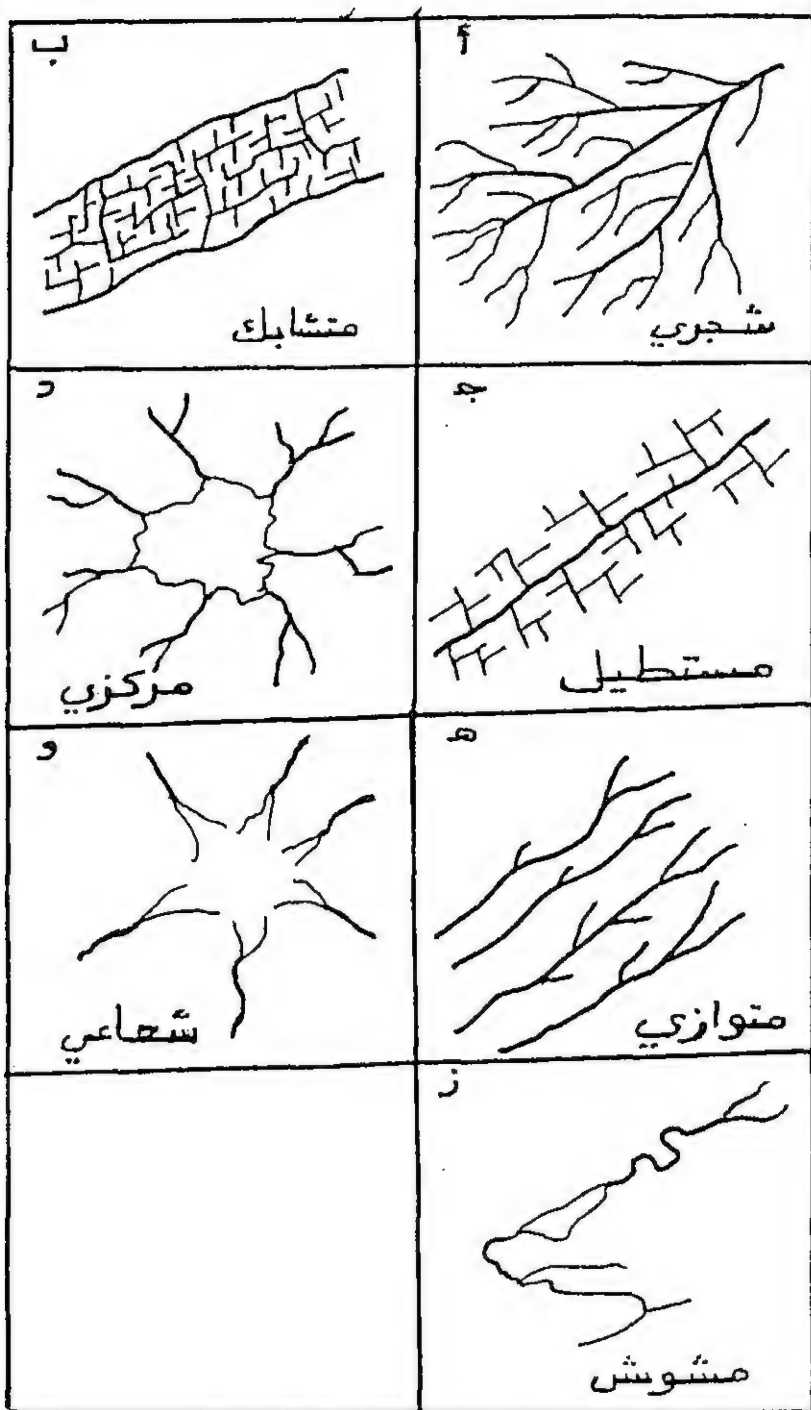 أ
شجري
ب
متشابك
جـ
مستطيل
د
مركزي
هـ
متوازي
و
شعاعي
ز
مشوش